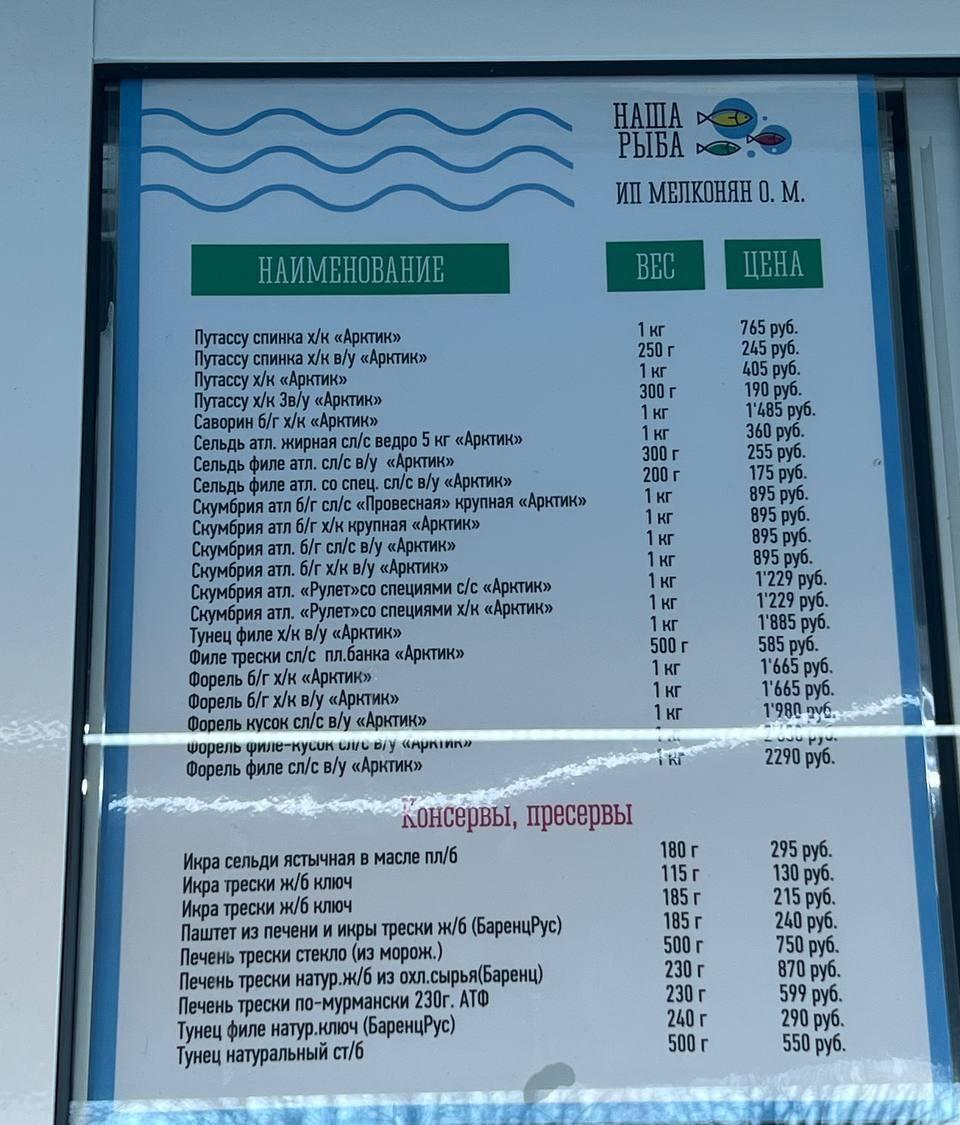 НАША
РЫБА
ИП МЕЛКОНЯН О. М.
НАИМЕНОВАНИЕ ВЕС ЦЕНА
Путассу спинка х/к «Арктик» 1 кг 765 руб.
Путассу спинка х/к в/у «Арктик» 250 г 245 руб.
Путассу х/к «Арктик» 1 кг 405 руб.
Путассу х/к 3в/у «Арктик» 300 г 190 руб.
Саворин б/г х/к «Арктик» 1 кг 1'485 руб.
Сельдь атл. жирная сл/с ведро 5 кг «Арктик» 1 кг 360 руб.
Сельдь филе атл. сл/с в/у «Арктик» 300 г 255 руб.
Сельдь филе атл. со спец. сл/с в/у «Арктик» 200 г 175 руб.
Скумбрия атл б/г сл/с «Провесная» крупная «Арктик» 1 кг 895 руб.
Скумбрия атл б/г х/к крупная «Арктик» 1 кг 895 руб.
Скумбрия атл. б/г сл/с в/у «Арктик» 1 кг 895 руб.
Скумбрия атл. б/г х/к в/у «Арктик» 1 кг 895 руб.
Скумбрия атл. «Рулет»со специями с/с «Арктик» 1 кг 1'229 руб.
Скумбрия атл. «Рулет»со специями х/к «Арктик» 1 кг 1'229 руб.
Тунец филе х/к в/у «Арктик» 1 кг 1'885 руб.
Филе трески сл/с пл.банка «Арктик» 500 г 585 руб.
Форель б/г х/к «Арктик» 1 кг 1'665 руб.
Форель б/г х/к в/у «Арктик» 1 кг 1'665 руб.
Форель кусок сл/с в/у «Арктик» 1 кг 1'980 руб.
Форель филе-кусок сл/с в/у «Арктик»
Форель филе сл/с в/у «Арктик» 1 кг 2290 руб.
Консервы, пресервы
Икра сельди ястычная в масле пл/б 180 г 295 руб.
Икра трески ж/б ключ 115 г 130 руб.
Икра трески ж/б ключ 185 г 215 руб.
Паштет из печени и икры трески ж/б (БаренцРус) 185 г 240 руб.
Печень трески стекло (из морож.) 500 г 750 руб.
Печень трески натур.ж/б из охл.сырья(Баренц) 230 г 870 руб.
Печень трески по-мурмански 230г. АТФ 230 г 599 руб.
Тунец филе натур.ключ (БаренцРус) 240 г 290 руб.
Тунец натуральный ст/б 500 г 550 руб.